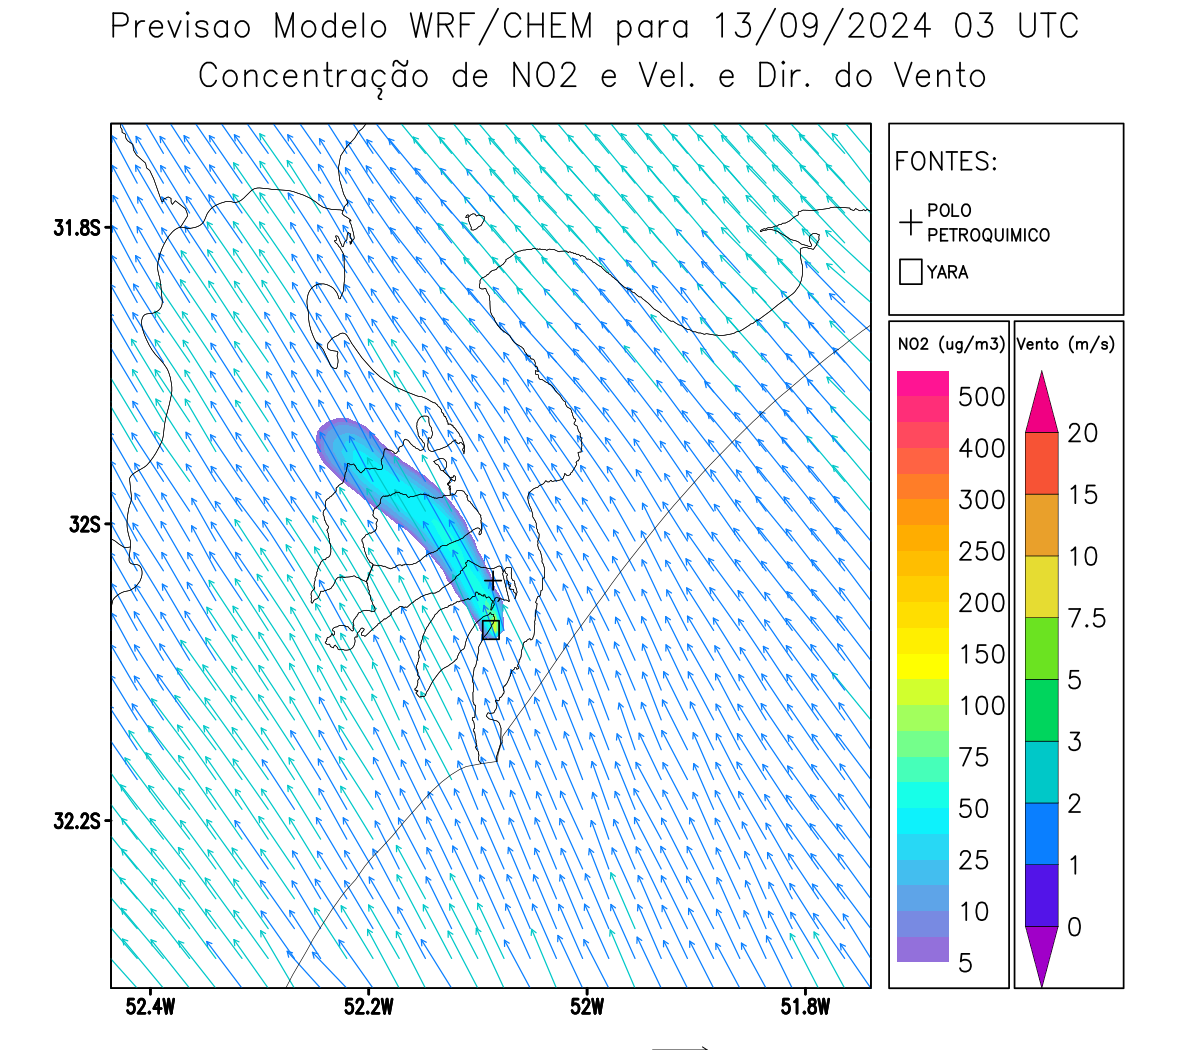 Previsao Modelo WRF/CHEM para 13/09/2024 03 UTC
Concentração de NO2 e Vel. e Dir. do Vento
FONTES:
POLO
PETROQUIMICO
YARA
NO2 (ug/m3)
500
400
300
250
200
150
100
75
50
25
10
5
Vento (m/s)
20
15
10
7.5
5
3
2
1
0
31.8S
32S
32.2S
52.4W
52.2W
52W
51.8W